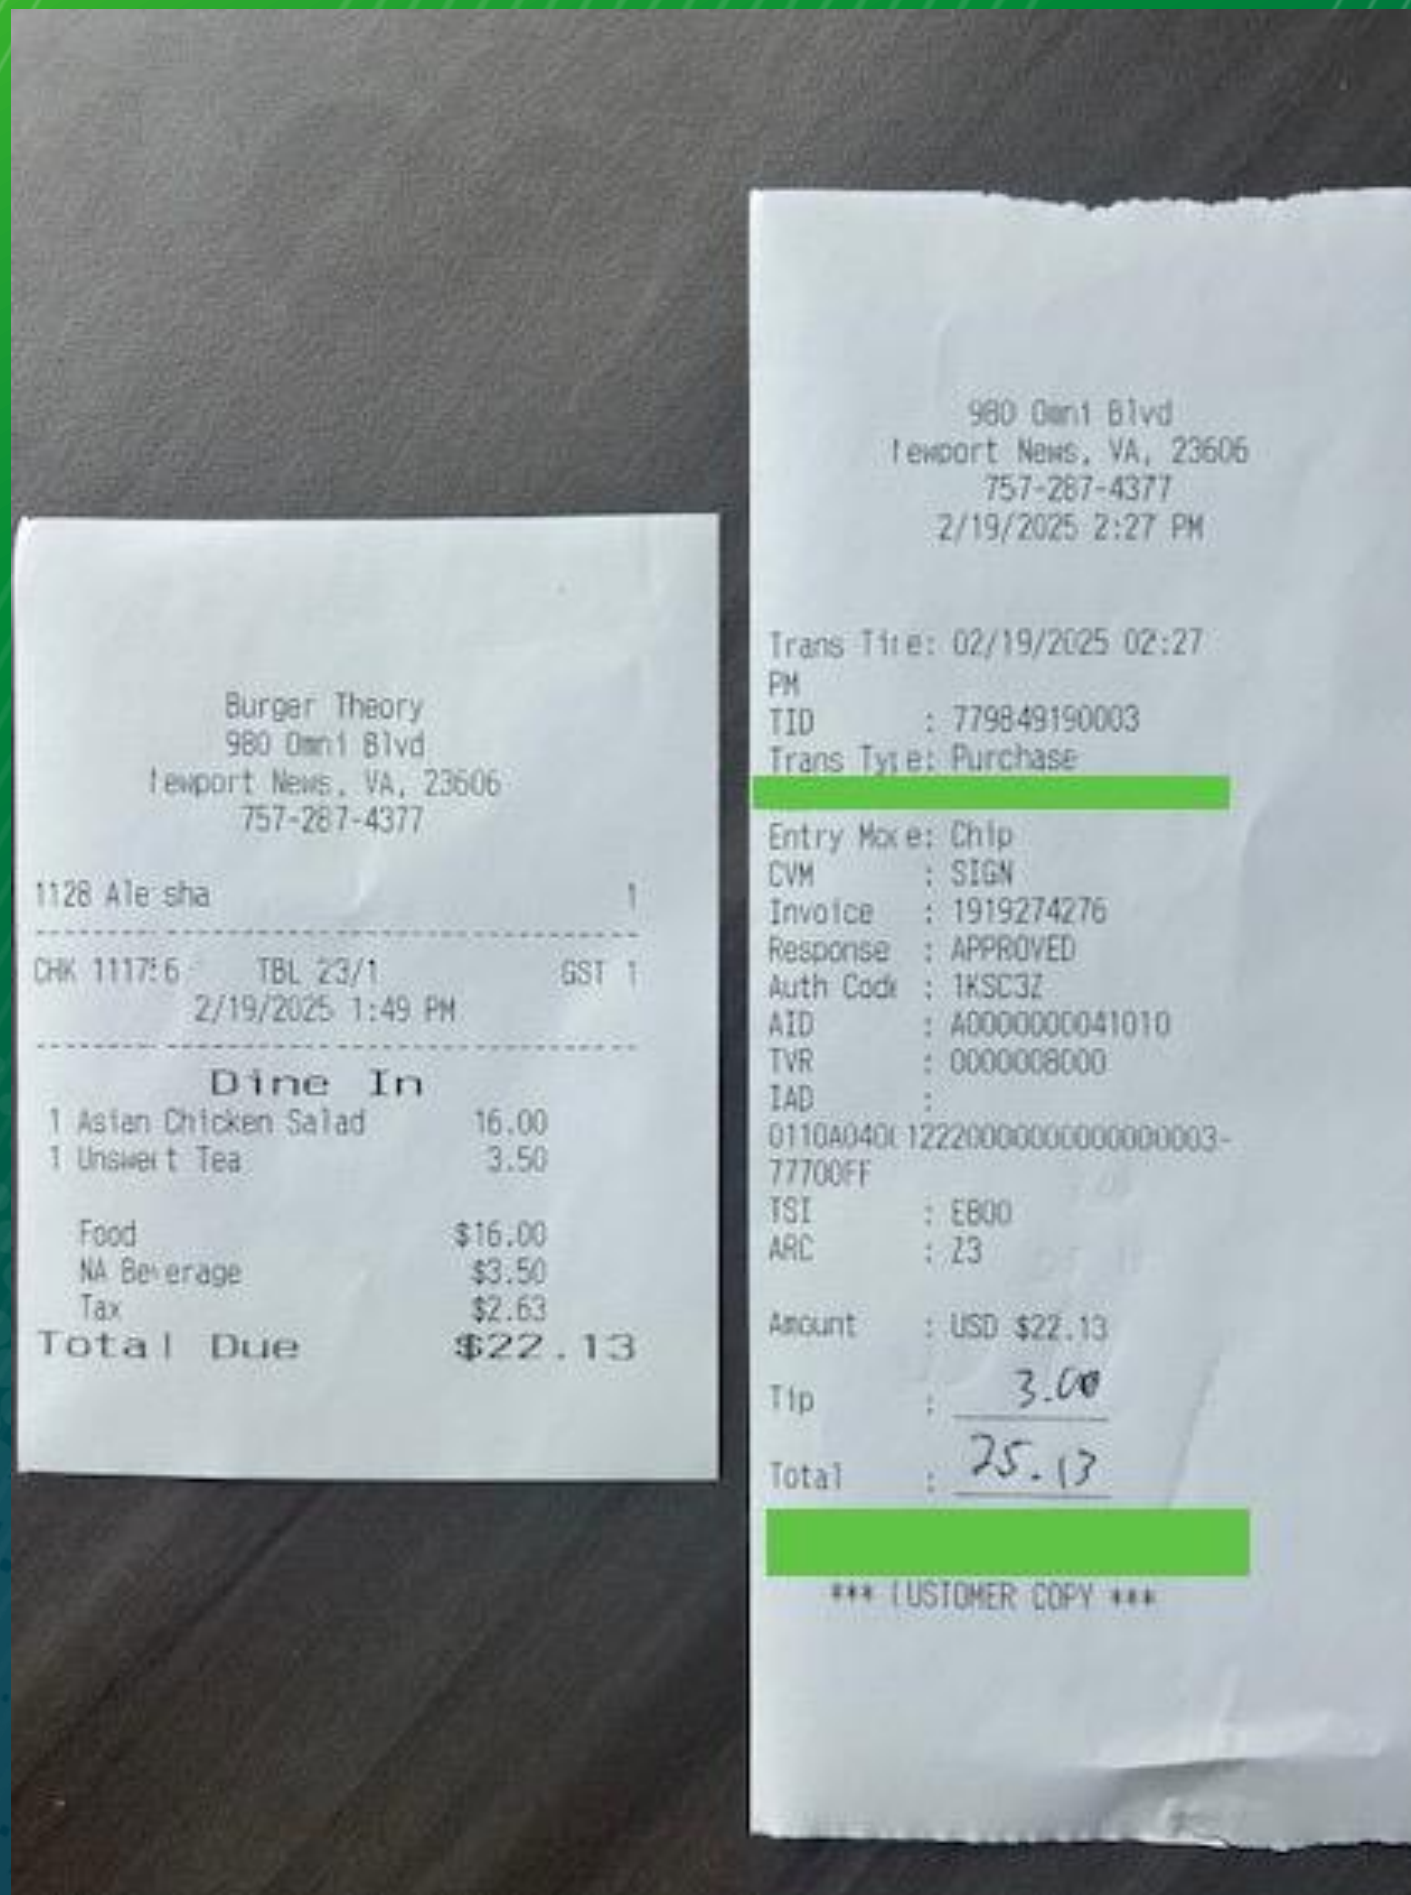 Burger Theory
980 Omni Blvd
ewport News, VA, 23606
757-287-4377
1128 Ale sha 1
CHK TBL 23/1 GST 1
2/19/2025 1:49 PM
Dine In
1 Asian Chicken Salad 16.00
1 Unsweet Tea 3.50
Food $16.00
NA Beverage $3.50
Tax $2.63
Total Due $22.13
980 Omni Blvd
ewport News, VA, 23606
757-287-4377
2/19/2025 2:27 PM
Trans Time: 02/19/2025 02:27
PM
TID : 779849190003
Trans Type: Purchase
Entry Mode: Chip
CVM : SIGN
Invoice : 1919274276
Response : APPROVED
Auth Code : 1KSC3Z
AID : A0000000041010
TVR : 0000008000
IAD :
77700FF
TSI : E800
ARC : Z3
Amount : USD $22.13
Tip : 3.00
Total : 25.13
*** CUSTOMER COPY ***